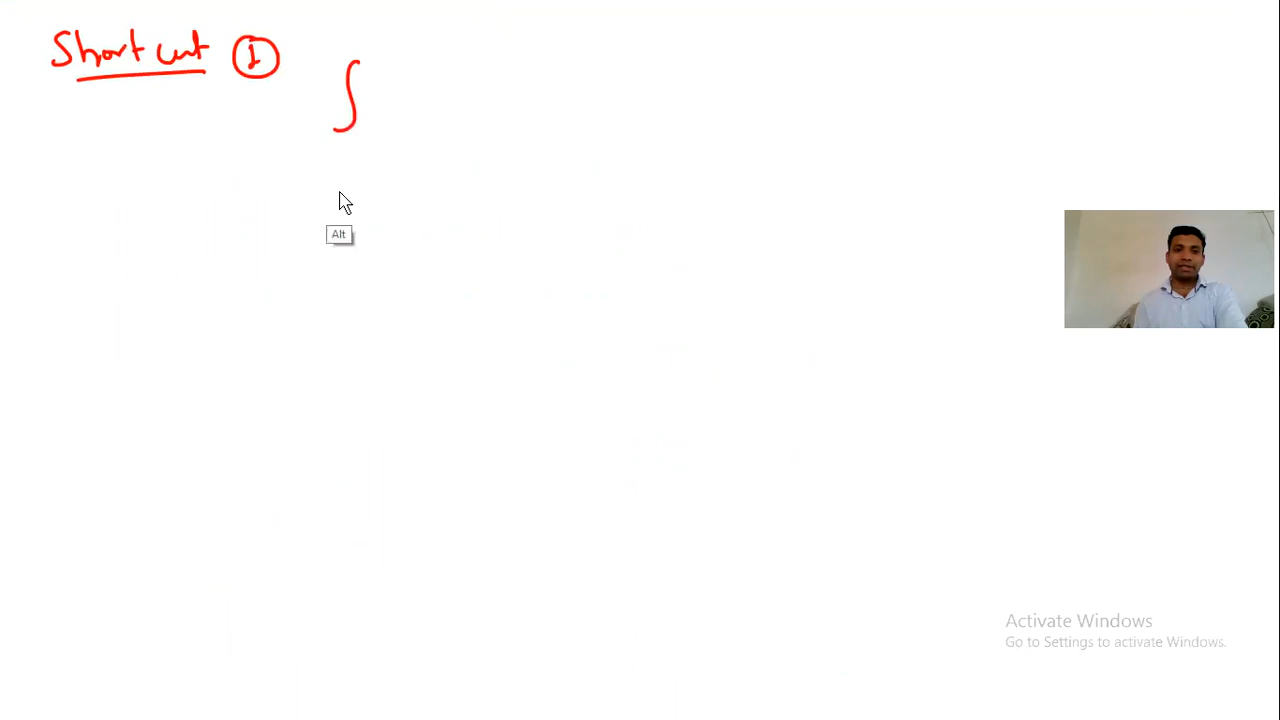 Short cut ①
∫
Alt
Activate Windows
Go to Settings to activate Windows.